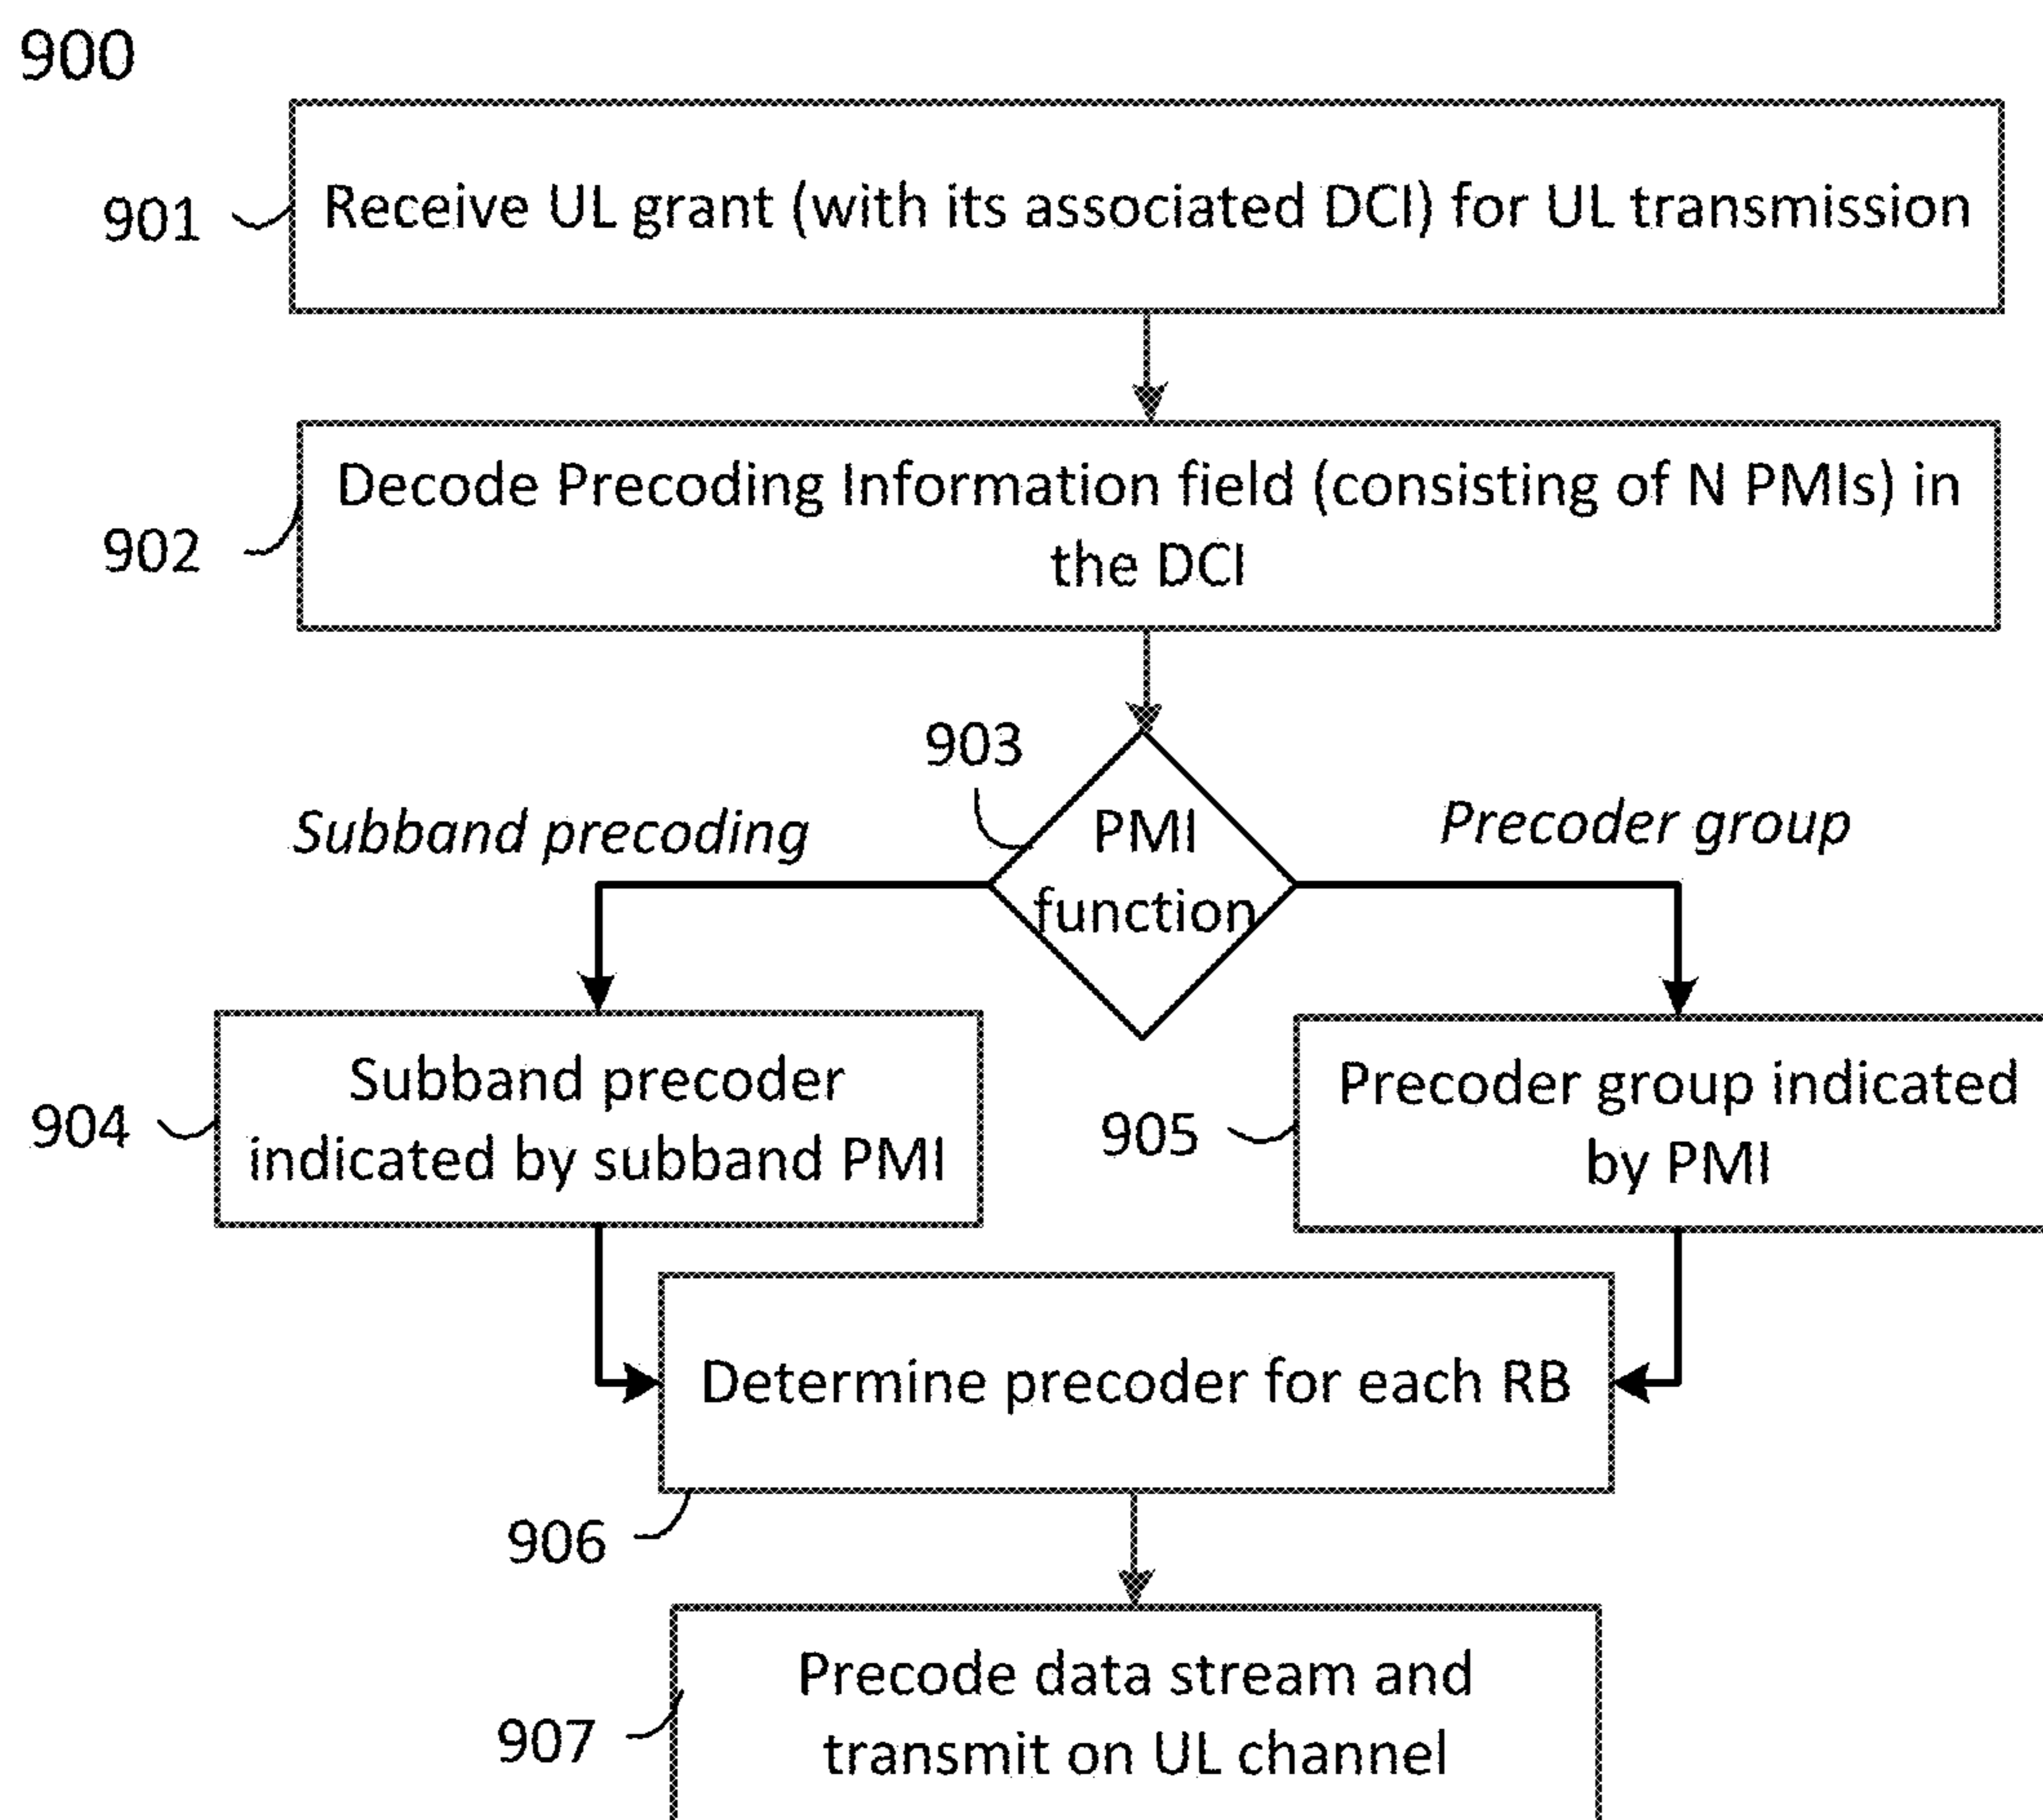 900
901
Receive UL grant (with its associated DCI) for UL transmission
902
Decode Precoding Information field (consisting of N PMIs) in
the DCI
903
PMI
function
Subband precoding
Precoder group
904
Subband precoder
indicated by subband PMI
905
Precoder group indicated
by PMI
Determine precoder for each RB
906
907
Precode data stream and
transmit on UL channel